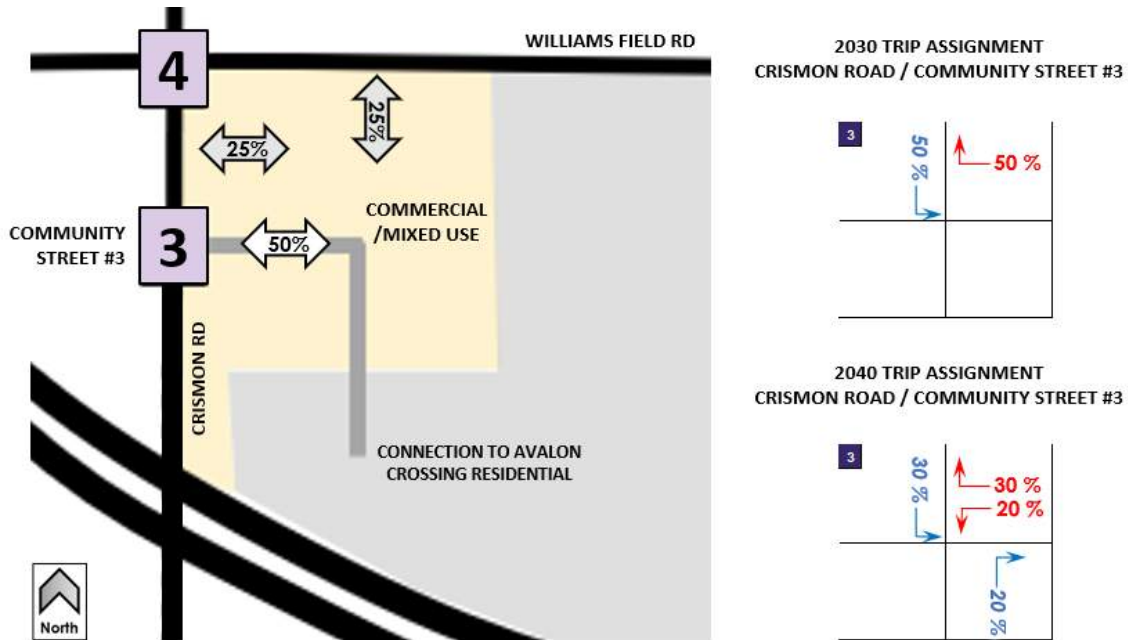 WILLIAMS FIELD RD
4
25%
25%
COMMERCIAL
/MIXED USE
COMMUNITY
STREET #3
3
50%
CRISMON RD
CONNECTION TO AVALON
CROSSING RESIDENTIAL
North
2030 TRIP ASSIGNMENT
CRISMON ROAD / COMMUNITY STREET #3
3
50 %
50 %
2040 TRIP ASSIGNMENT
CRISMON ROAD / COMMUNITY STREET #3
3
30 %
30 %
20 %
20 %